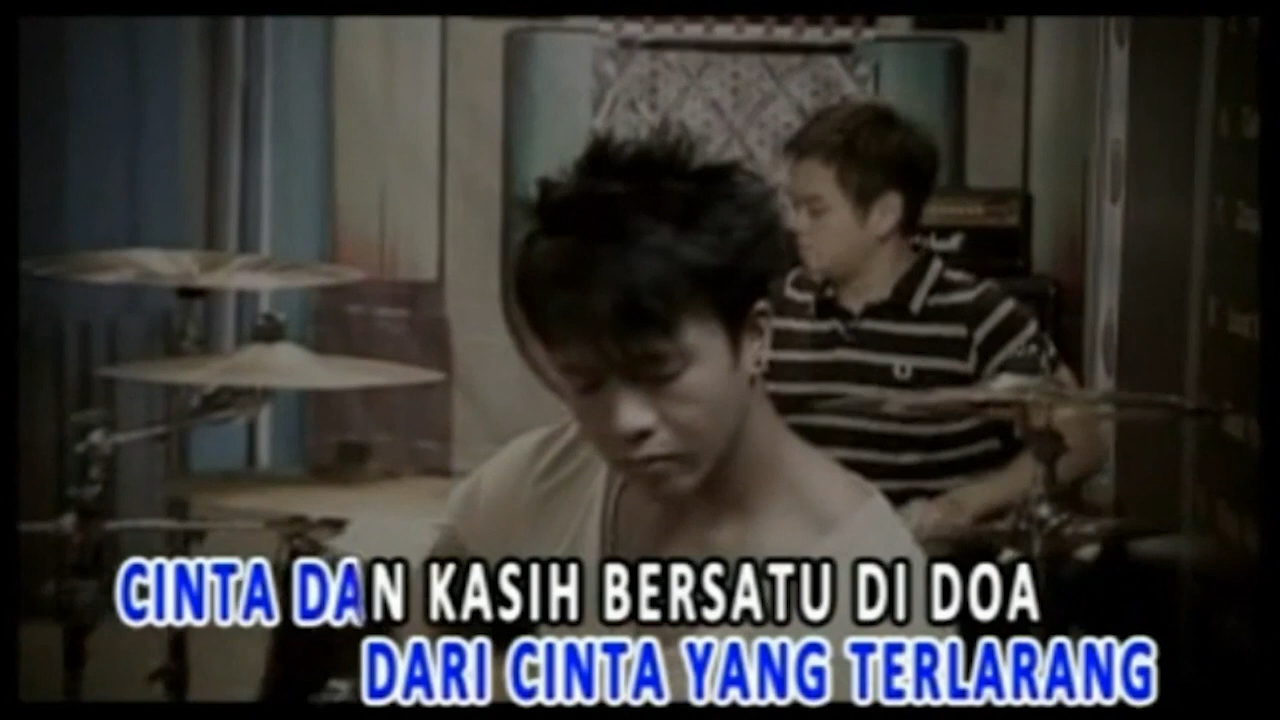 CINTA DAN KASIH BERSATU DI DOA
DARI CINTA YANG TERLARANG